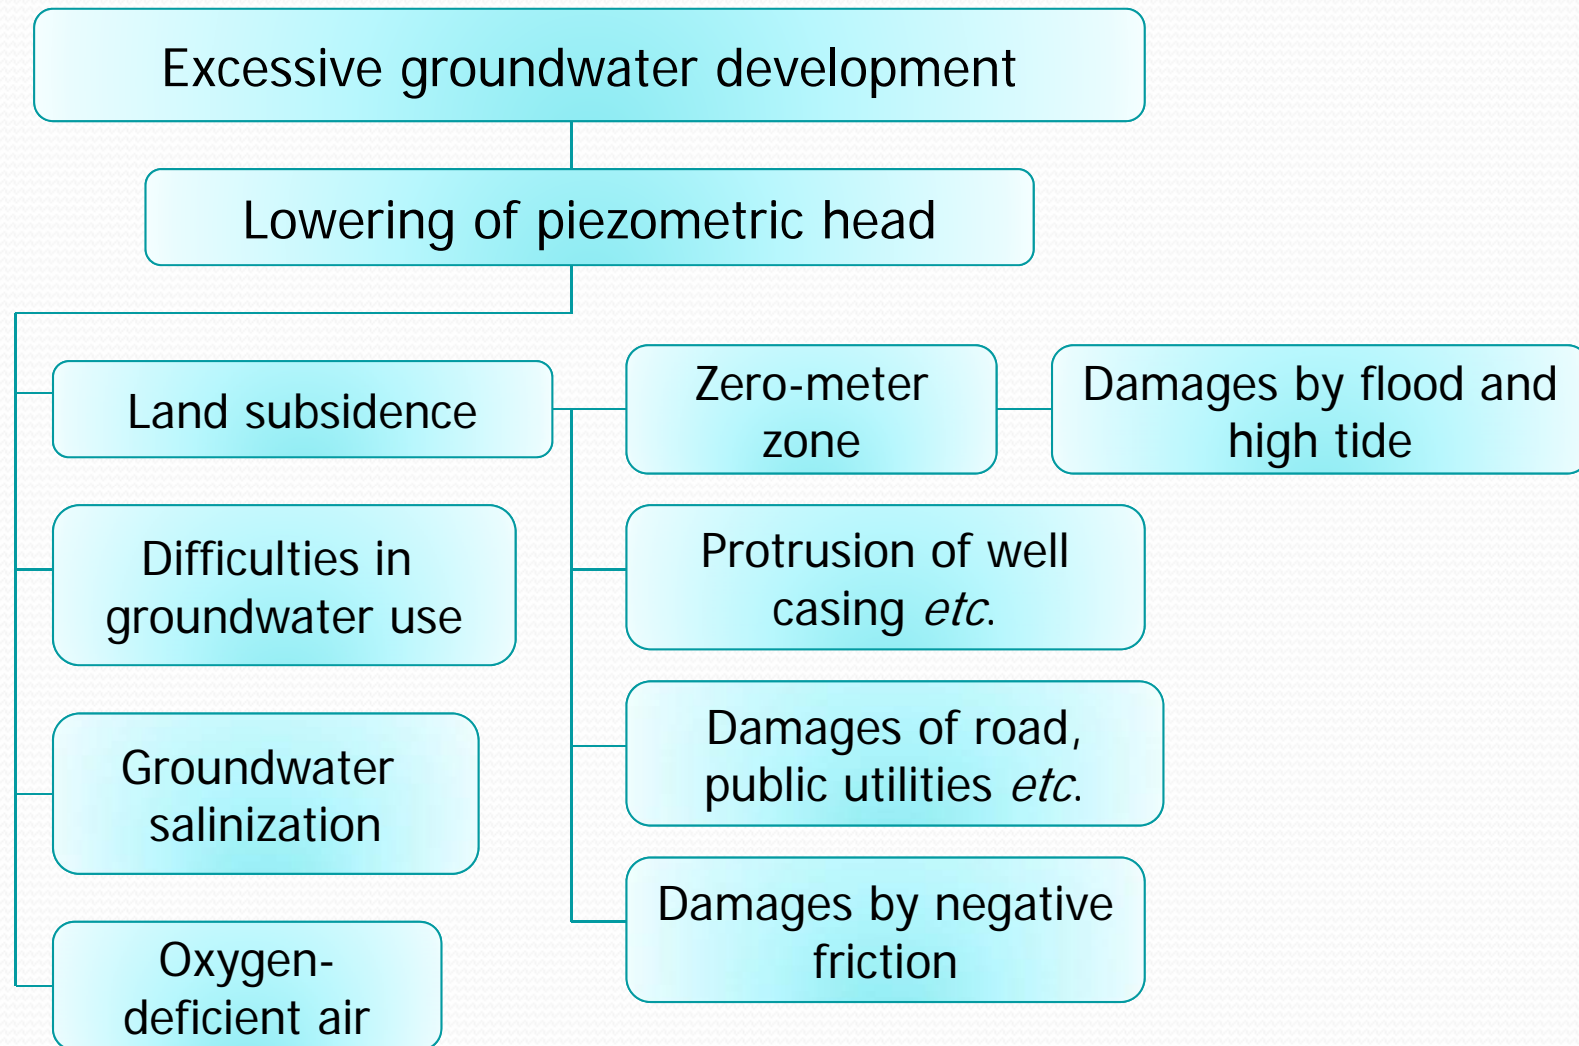 Excessive groundwater development
Lowering of piezometric head
Land subsidence
Zero-meter
zone
Damages by flood and
high tide
Difficulties in
groundwater use
Protrusion of well
casing etc.
Groundwater
salinization
Damages of road,
public utilities etc.
Oxygen-
deficient air
Damages by negative
friction